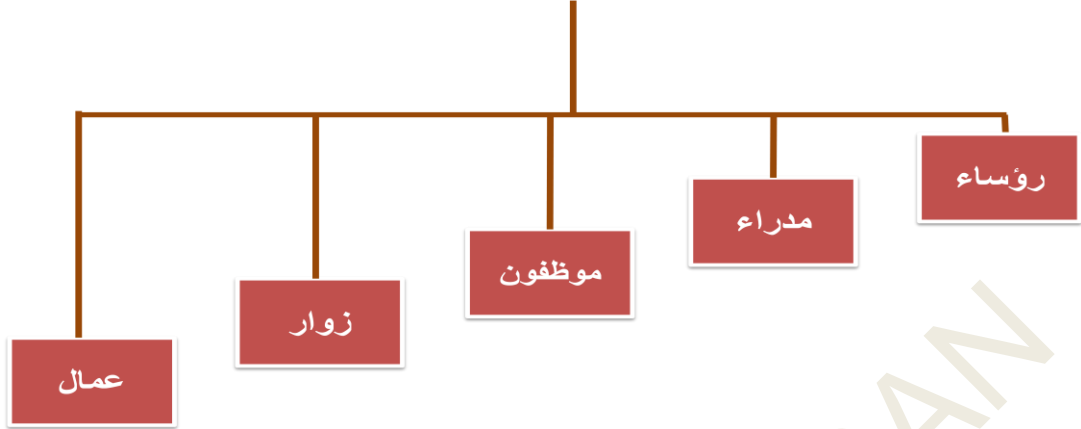 رؤساء
مدراء
موظفون
زوار
عمال